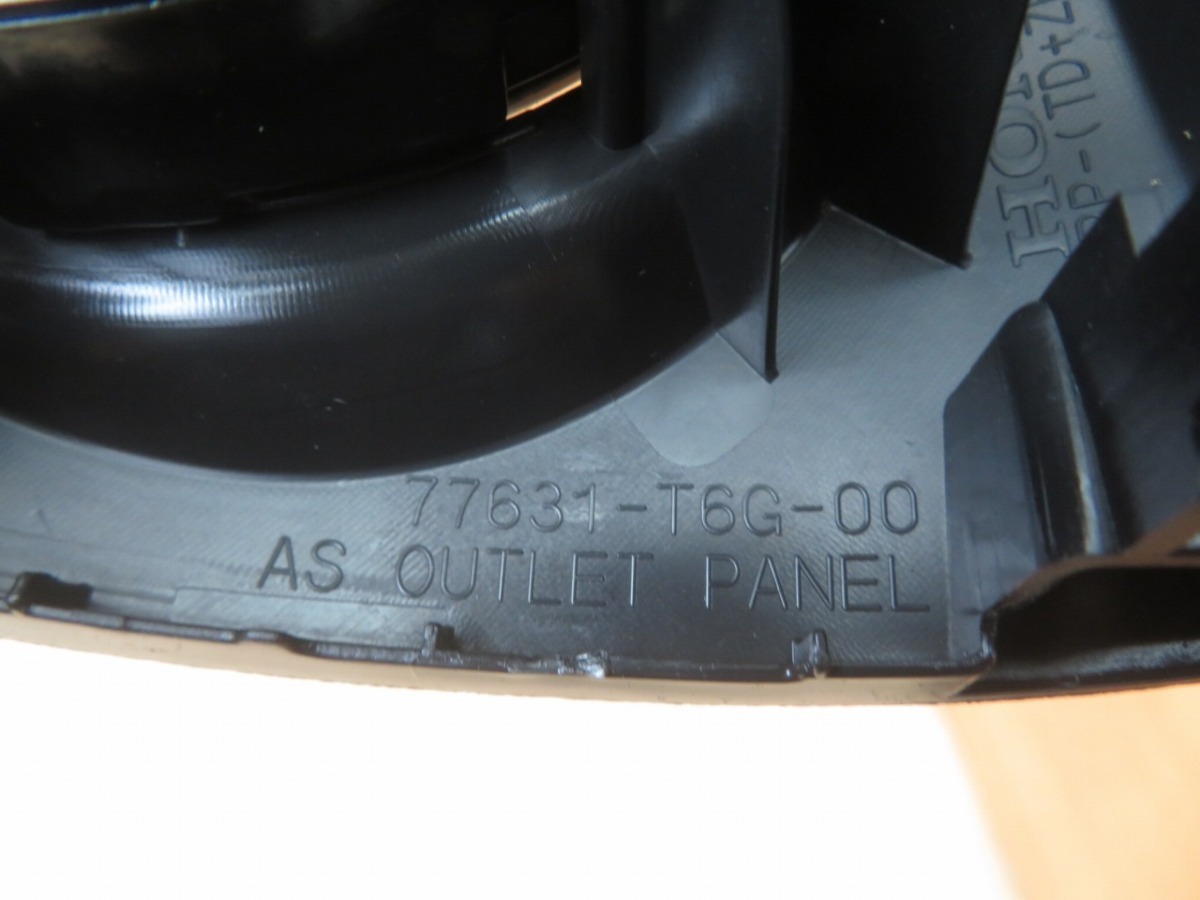 77631-T6G-00
AS OUTLET PANEL